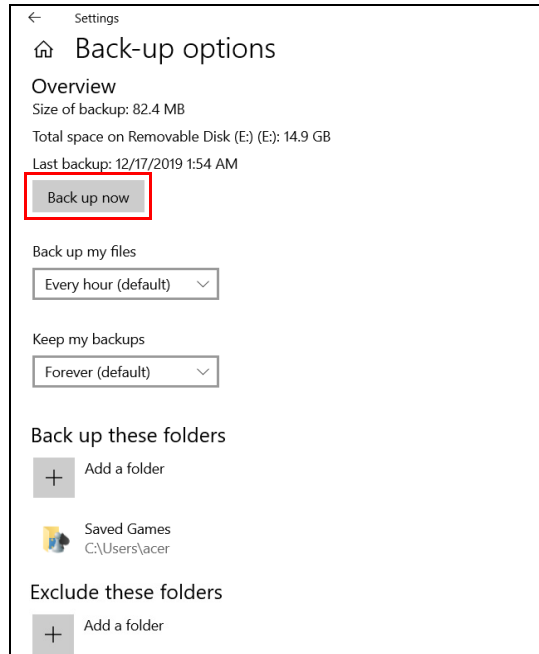 Settings
Back-up options
Overview
Size of backup: 82.4 MB
Total space on Removable Disk (E:) (E:): 14.9 GB
Last backup: 12/17/2019 1:54 AM
Back up now
Back up my files
Every hour (default)
Keep my backups
Forever (default)
Back up these folders
Add a folder
Saved Games
C:\Users\acer
Exclude these folders
Add a folder